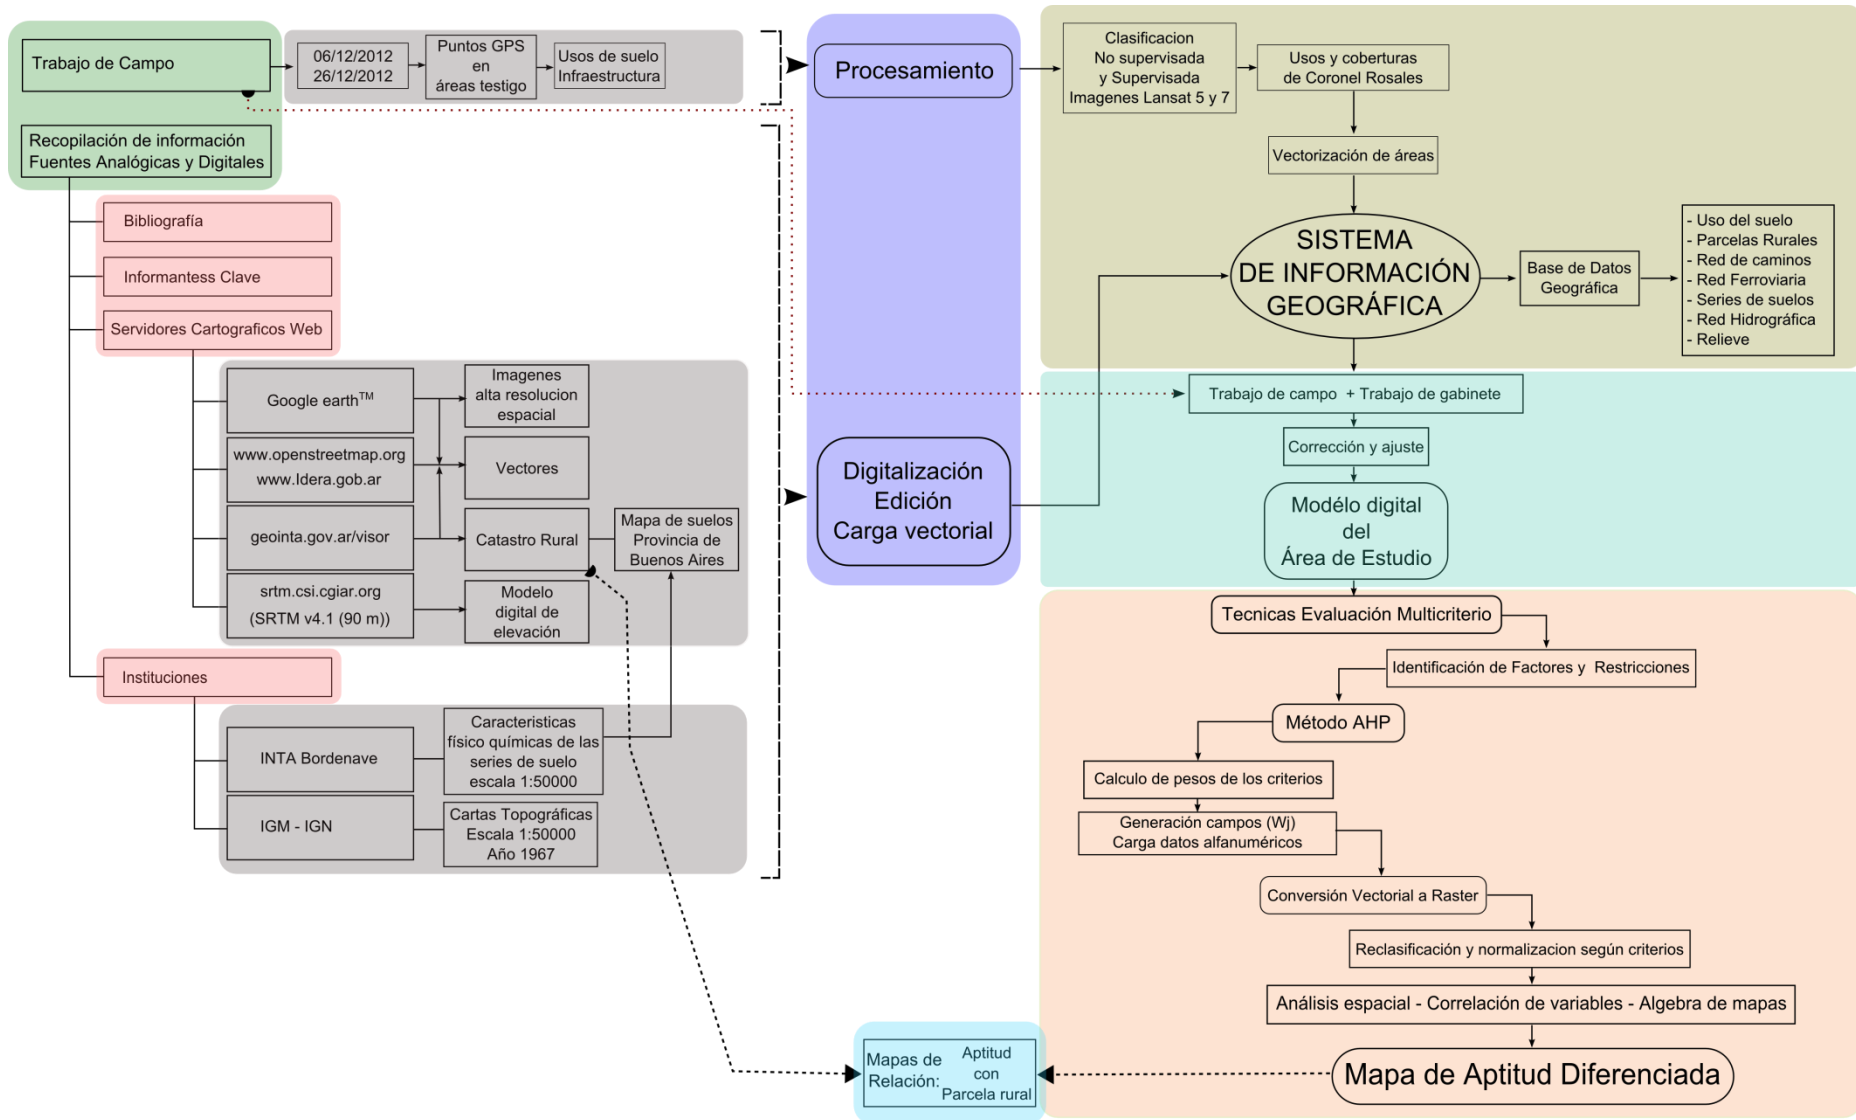 Trabajo de Campo
06/12/2012
26/12/2012
Puntos GPS
en
áreas testigo
Usos de suelo
Infraestructura
Recopilación de información
Fuentes Analógicas y Digitales
Bibliografía
Informantess Clave
Servidores Cartograficos Web
Google earth™
Imagenes
alta resolucion
espacial
www.openstreetmap.org
www.Idera.gob.ar
Vectores
geointa.gov.ar/visor
Catastro Rural
Mapa de suelos
Provincia de
Buenos Aires
srtm.csi.cgiar.org
(SRTM v4.1 (90 m))
Modelo
digital de
elevación
Instituciones
INTA Bordenave
Caracteristicas
físico químicas de las
series de suelo
escala 1:50000
IGM - IGN
Cartas Topográficas
Escala 1:50000
Año 1967
Procesamiento
Digitalización
Edición
Carga vectorial
Clasificacion
No supervisada
y Supervisada
Imagenes Lansat 5 y 7
Usos y coberturas
de Coronel Rosales
Vectorización de áreas
SISTEMA
DE INFORMACIÓN
GEOGRÁFICA
Base de Datos
Geográfica
- Uso del suelo
- Parcelas Rurales
- Red de caminos
- Red Ferroviaria
- Series de suelos
- Red Hidrográfica
- Relieve
Trabajo de campo + Trabajo de gabinete
Corrección y ajuste
Modélo digital
del
Área de Estudio
Tecnicas Evaluación Multicriterio
Identificación de Factores y Restricciones
Método AHP
Calculo de pesos de los criterios
Generación campos (Wj)
Carga datos alfanuméricos
Conversión Vectorial a Raster
Reclasificación y normalizacion según criterios
Análisis espacial - Correlación de variables - Algebra de mapas
Mapa de Aptitud Diferenciada
Mapas de
Relación:
Aptitud
con
Parcela rural